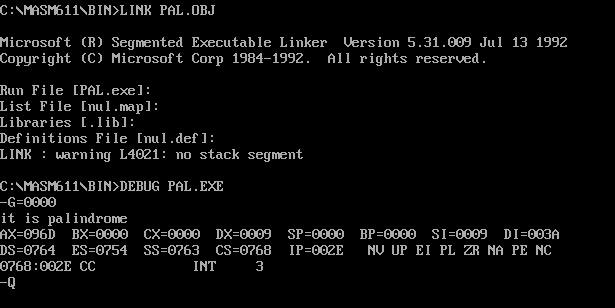 C:\MASM611\BIN>LINK PAL.OBJ
Microsoft (R) Segmented Executable Linker  Version 5.31.009 Jul 13 1992
Copyright (C) Microsoft Corp 1984-1992.  All rights reserved.
Run File [PAL.exe]:
List File [nul.map]:
Libraries [.lib]:
Definitions File [nul.def]:
LINK : warning L4021: no stack segment
C:\MASM611\BIN>DEBUG PAL.EXE
-G=0000
it is palindrome
AX=096D  BX=0000  CX=0000  DX=0009  SP=0000  BP=0000  SI=0009  DI=003A
DS=0764  ES=0754  SS=0763  CS=0768  IP=002E   NV UP EI PL ZR NA PE NC
0768:002E CC            INT     3
-Q